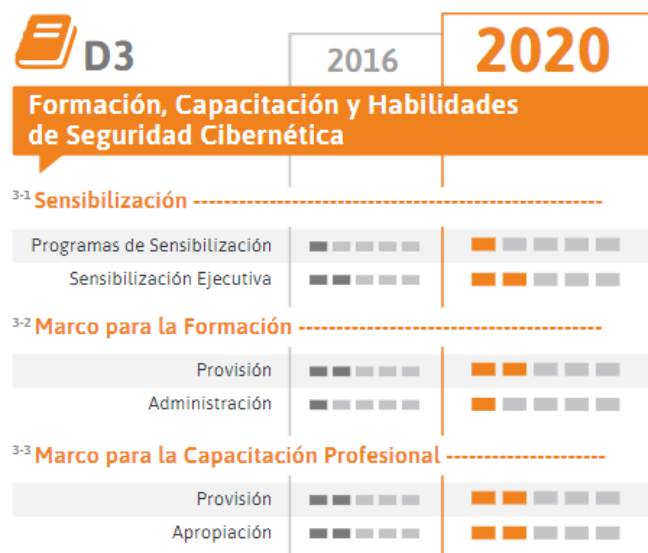 D3
2016
2020
Formación, Capacitación y Habilidades
de Seguridad Cibernética
3-1 Sensibilización
Programas de Sensibilización
Sensibilización Ejecutiva
3-2 Marco para la Formación
Provisión
Administración
3-3 Marco para la Capacitación Profesional
Provisión
Apropiación